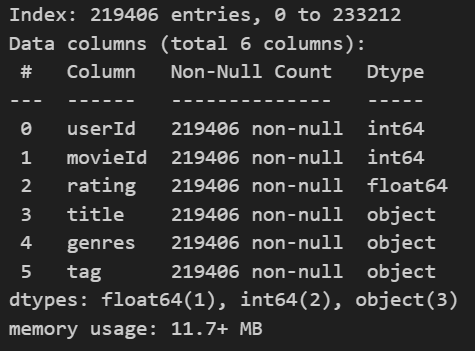 Index: 219406 entries, 0 to 233212
Data columns (total 6 columns):
 #   Column   Non-Null Count   Dtype
---  ------   --------------   -----
 0   userId   219406 non-null  int64
 1   movieId  219406 non-null  int64
 2   rating   219406 non-null  float64
 3   title    219406 non-null  object
 4   genres   219406 non-null  object
 5   tag      219406 non-null  object
dtypes: float64(1), int64(2), object(3)
memory usage: 11.7+ MB